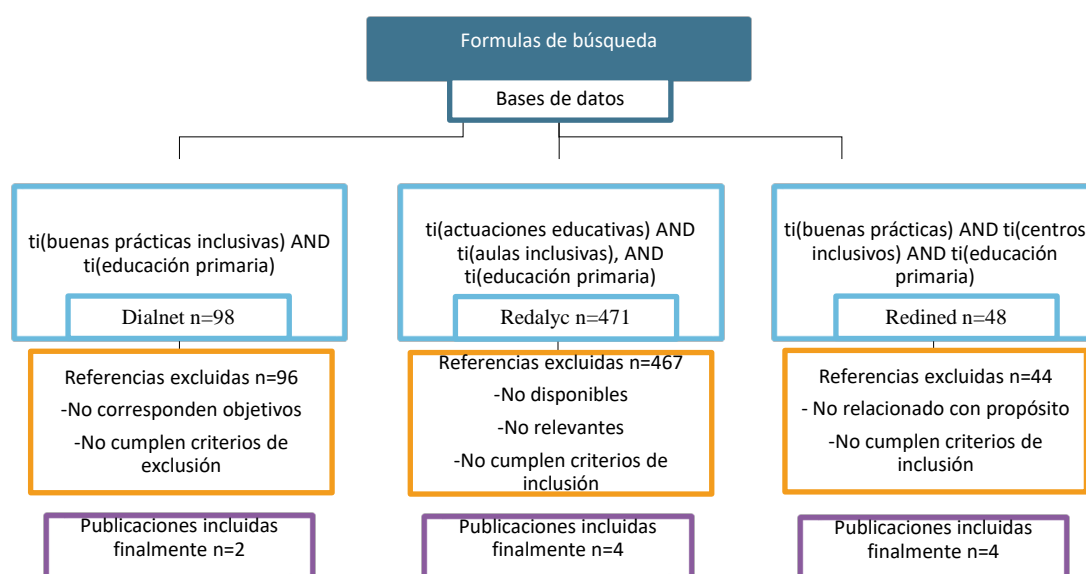 Formulas de búsqueda
Bases de datos
ti(buenas prácticas inclusivas) AND
ti(educación primaria)
Dialnet n=98
Referencias excluidas n=96
-No corresponden objetivos
-No cumplen criterios de
exclusión
Publicaciones incluidas
finalmente n=2
ti(actuaciones educativas) AND
ti(aulas inclusivas), AND
ti(educación primaria)
Redalyc n=471
Referencias excluidas n=467
-No disponibles
-No relevantes
-No cumplen criterios de
inclusión
Publicaciones incluidas
finalmente n=4
ti(buenas prácticas) AND ti(centros
inclusivos) AND ti(educación
primaria)
Redined n=48
Referencias excluidas n=44
- No relacionado con propósito
-No cumplen criterios de
inclusión
Publicaciones incluidas
finalmente n=4